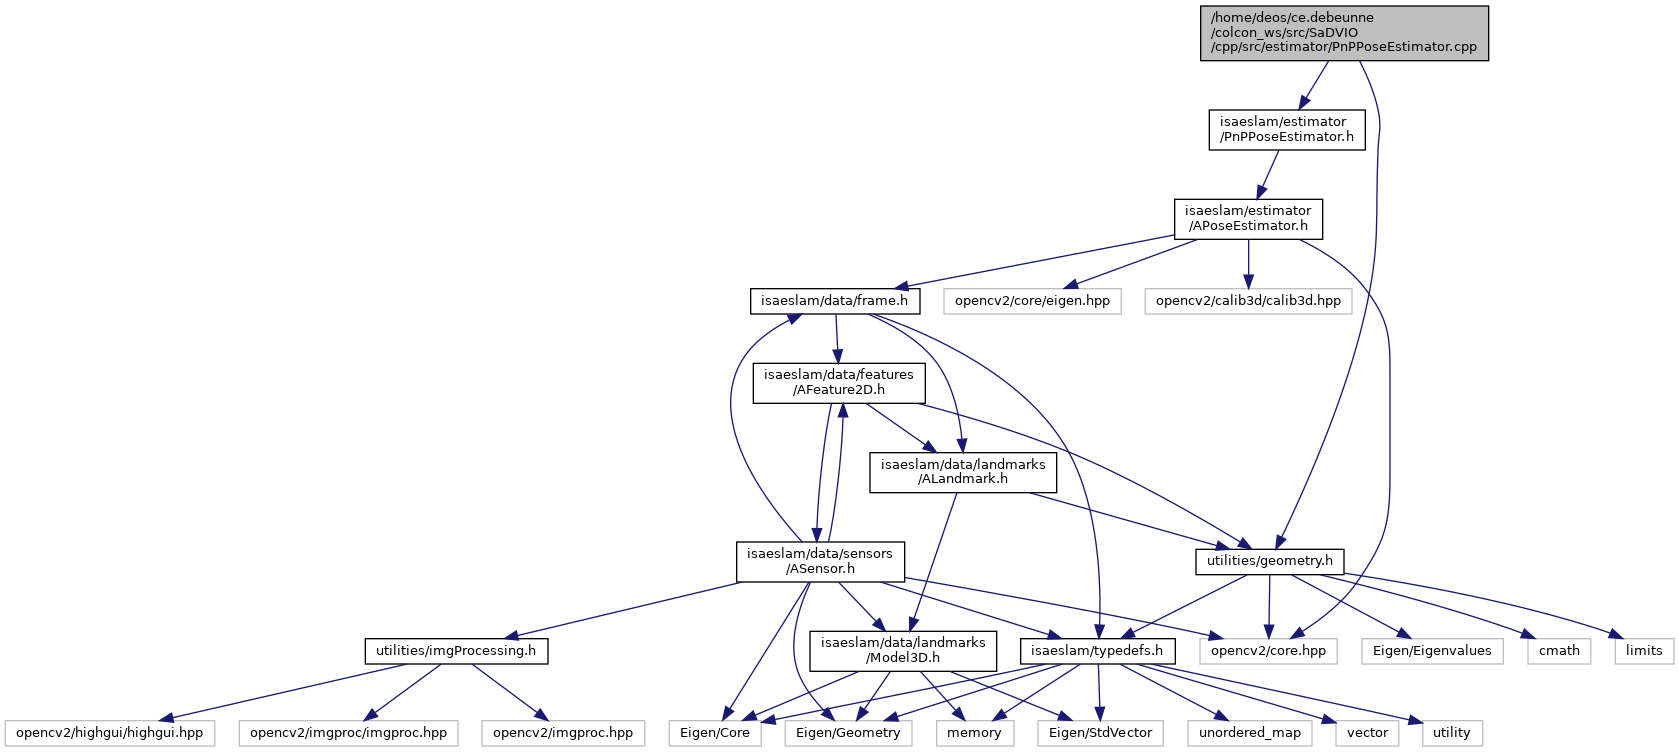 /home/deos/ce.debeunne
/colcon_ws/src/SaDVIO
/cpp/src/estimator/PnPPoseEstimator.cpp
isaeslam/estimator
/PnPPoseEstimator.h
isaeslam/estimator
/APoseEstimator.h
isaeslam/data/frame.h
opencv2/core/eigen.hpp
opencv2/calib3d/calib3d.hpp
isaeslam/data/features
/AFeature2D.h
isaeslam/data/landmarks
/ALandmark.h
isaeslam/data/sensors
/ASensor.h
utilities/geometry.h
utilities/imgProcessing.h
isaeslam/data/landmarks
/Model3D.h
isaeslam/typedefs.h
opencv2/core.hpp
Eigen/Eigenvalues
cmath
limits
opencv2/highgui/highgui.hpp
opencv2/imgproc/imgproc.hpp
opencv2/imgproc.hpp
Eigen/Core
Eigen/Geometry
memory
Eigen/StdVector
unordered_map
vector
utility